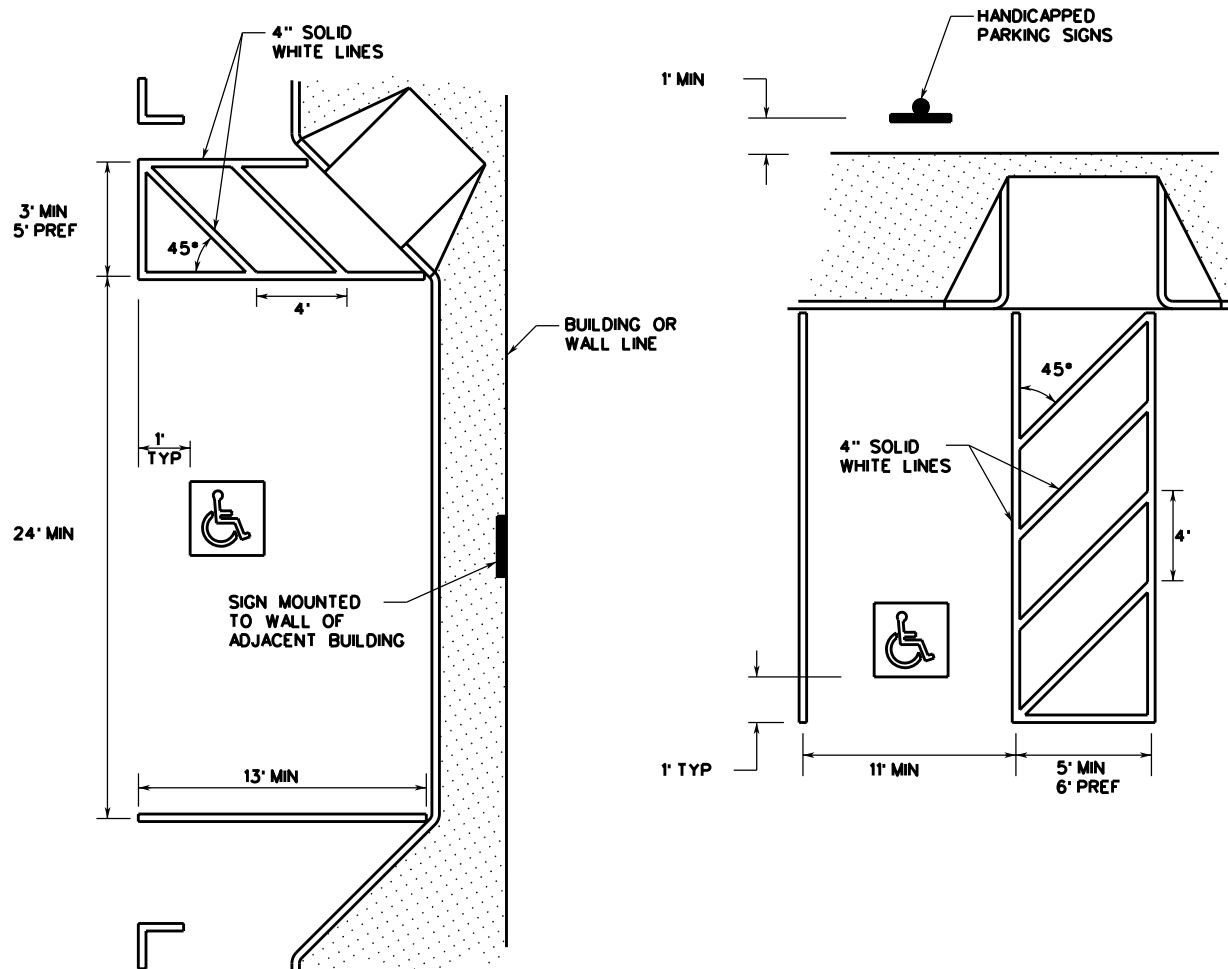 4" SOLID
WHITE LINES
3' MIN
5' PREF
45°
4'
BUILDING OR
WALL LINE
1'
TYP
24' MIN
SIGN MOUNTED
TO WALL OF
ADJACENT BUILDING
13' MIN
HANDICAPPED
PARKING SIGNS
1' MIN
45°
4" SOLID
WHITE LINES
4'
1' TYP
11' MIN
5' MIN
6' PREF